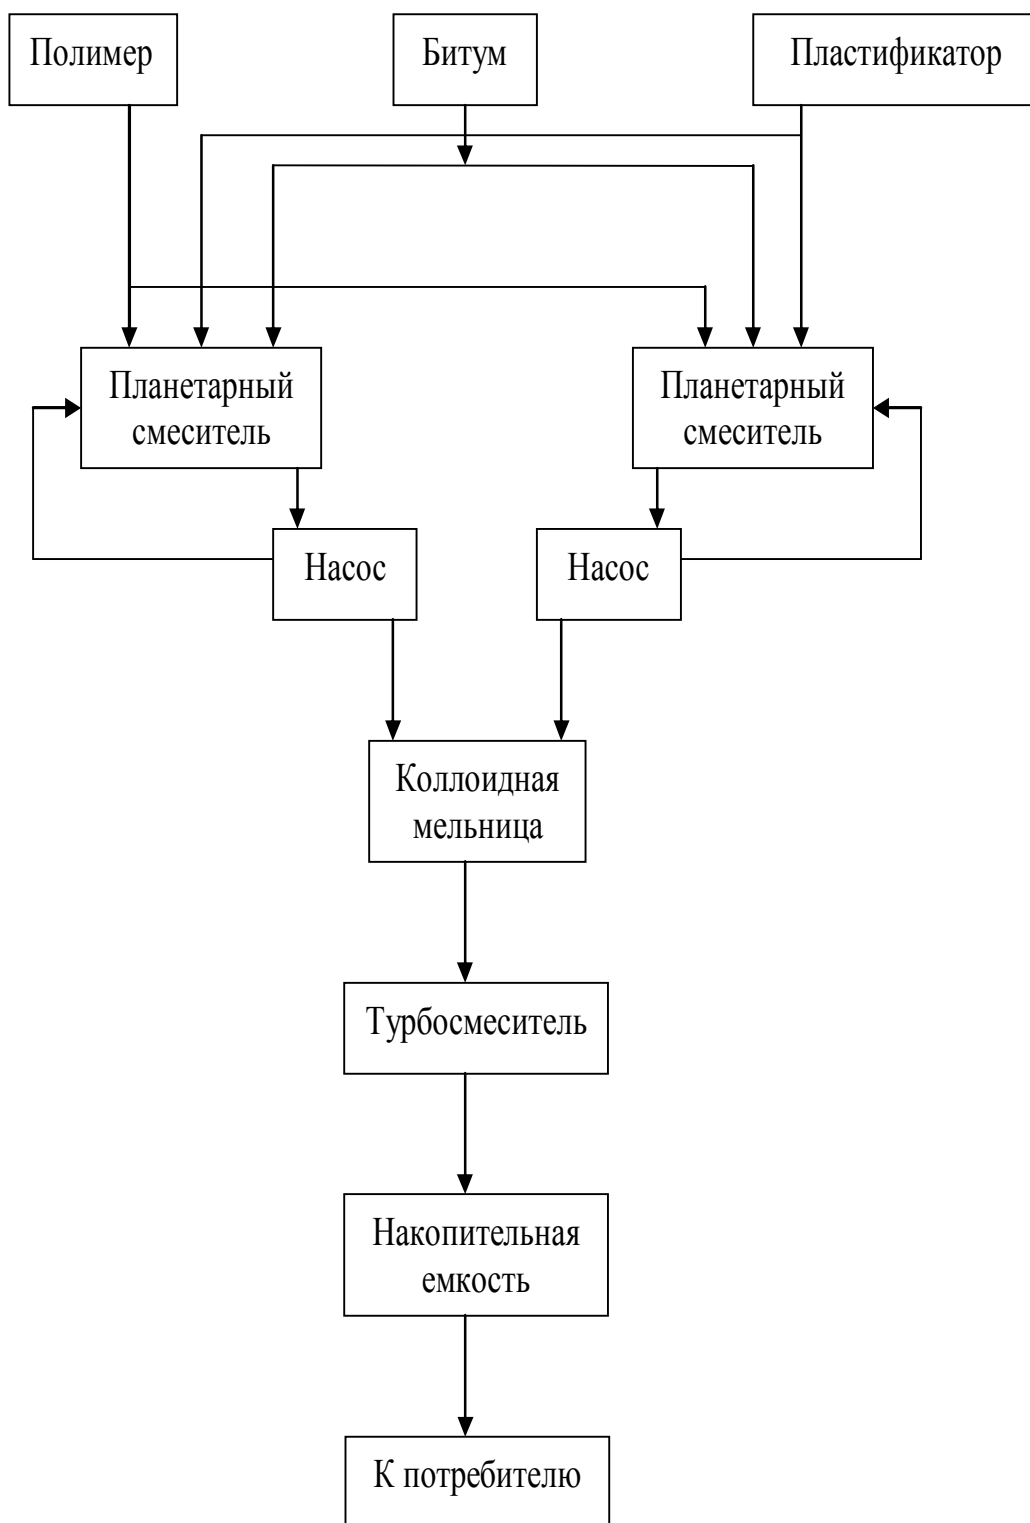 Полимер
Битум
Пластификатор
Планетарный
смеситель
Планетарный
смеситель
Насос
Насос
Коллоидная
мельница
Турбосмеситель
Накопительная
емкость
К потребителю